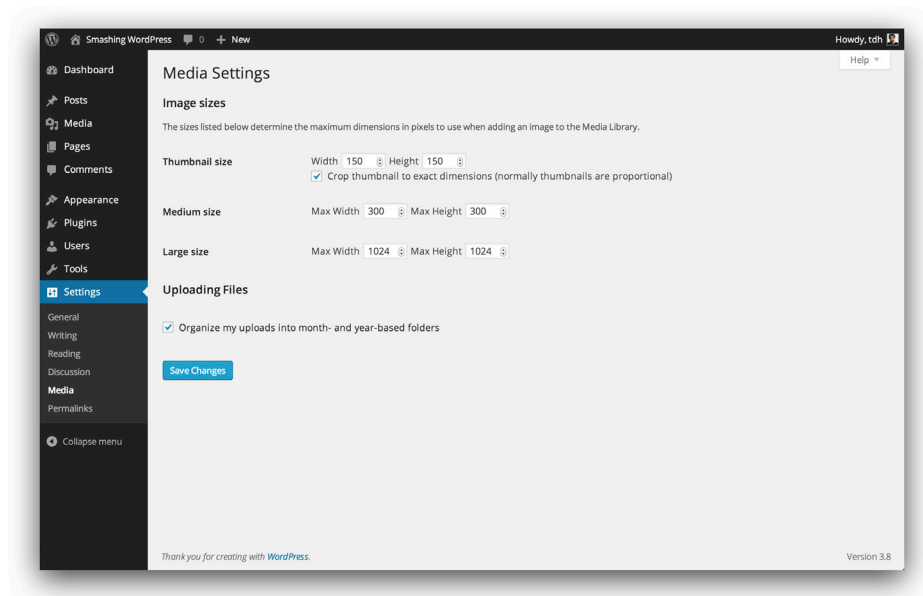 Smashing WordPress 0 + New Howdy, tdh
Help
Dashboard
Posts
Media
Pages
Comments
Appearance
Plugins
Users
Tools
Settings
General
Writing
Reading
Discussion
Media
Permalinks
Collapse menu
Media Settings
Image sizes
The sizes listed below determine the maximum dimensions in pixels to use when adding an image to the Media Library.
Thumbnail size Width 150 Height 150
Crop thumbnail to exact dimensions (normally thumbnails are proportional)
Medium size Max Width 300 Max Height 300
Large size Max Width 1024 Max Height 1024
Uploading Files
Organize my uploads into month- and year-based folders
Save Changes
Thank you for creating with WordPress. Version 3.8